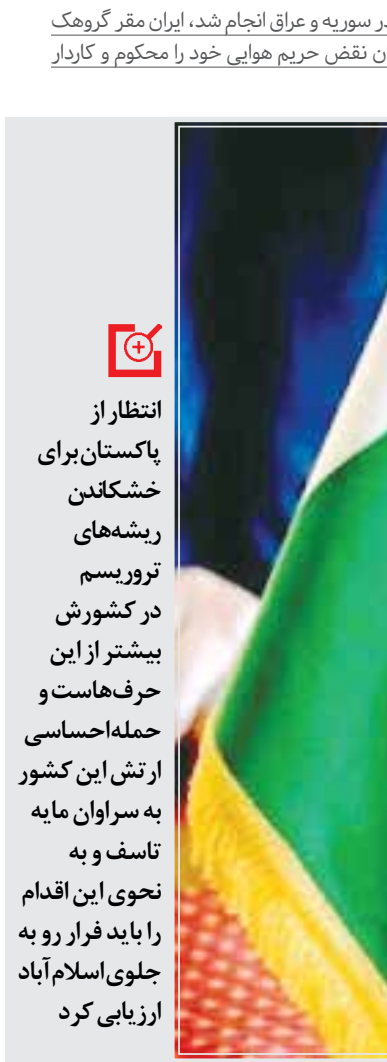 در سوریه و عراق انجام شد، ایران مقر گروهک
نقض حریم هوایی خود را محکوم و کاردار
انتظار از
پاکستان برای
خشکاندن
ریشه‌های
تروریسم
در کشورش
بیشتر از این
حرف‌هاست و
حمله احساسی
ارتش این کشور
به سراوان مایه
تاسف و به
نحوی این اقدام
را باید فرار رو به
جلوی اسلام‌آباد
ارزیابی کرد